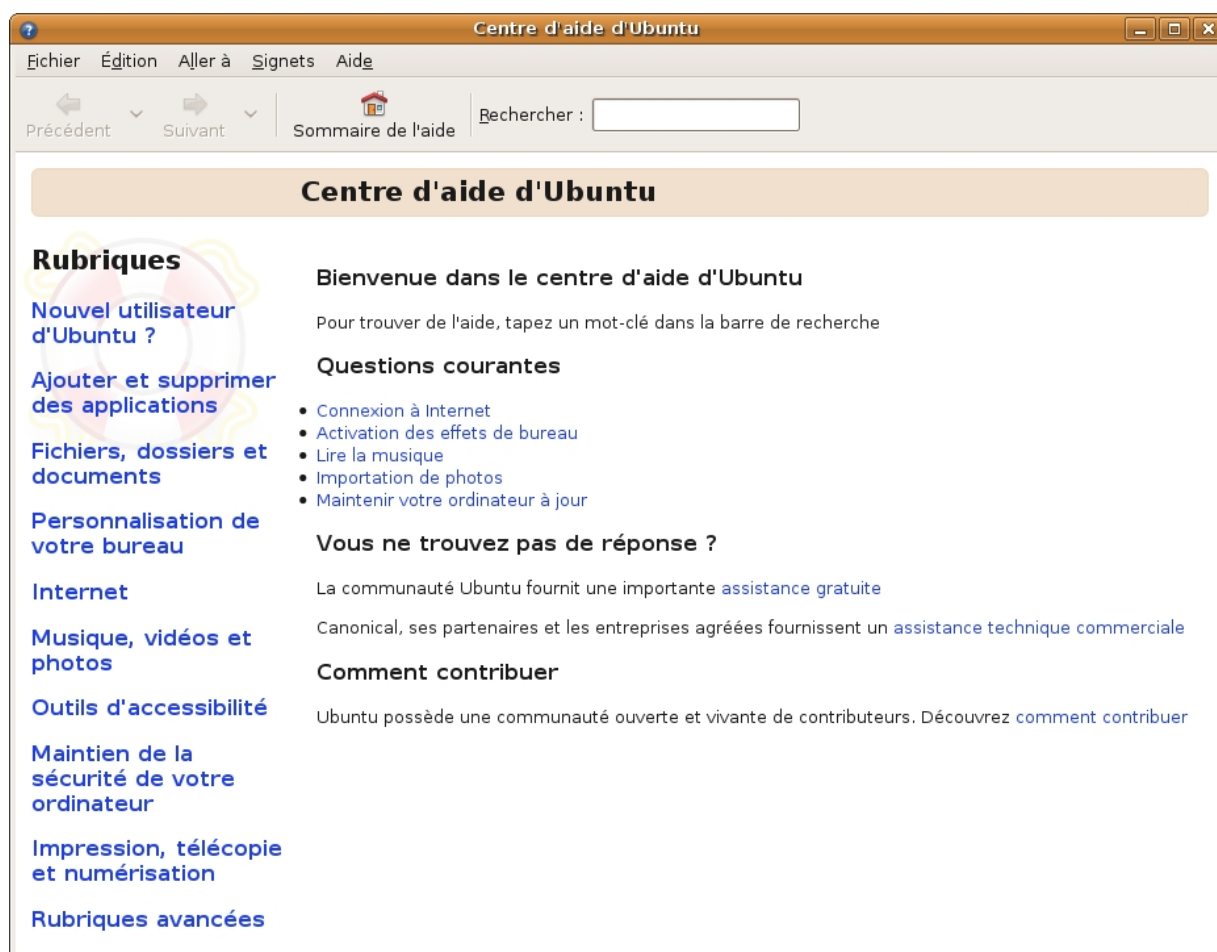 Centre d'aide d'Ubuntu
Fichier Édition Aller à Signets Aide
Précédent Suivant Sommaire de l'aide Rechercher :
Centre d'aide d'Ubuntu
Rubriques
Nouvel utilisateur
d'Ubuntu ?
Ajouter et supprimer
des applications
Fichiers, dossiers et
documents
Personnalisation de
votre bureau
Internet
Musique, vidéos et
photos
Outils d'accessibilité
Maintien de la
sécurité de votre
ordinateur
Impression, télécopie
et numérisation
Rubriques avancées
Bienvenue dans le centre d'aide d'Ubuntu
Pour trouver de l'aide, tapez un mot-clé dans la barre de recherche
Questions courantes
• Connexion à Internet
• Activation des effets de bureau
• Lire la musique
• Importation de photos
• Maintenir votre ordinateur à jour
Vous ne trouvez pas de réponse ?
La communauté Ubuntu fournit une importante assistance gratuite
Canonical, ses partenaires et les entreprises agréées fournissent un assistance technique commerciale
Comment contribuer
Ubuntu possède une communauté ouverte et vivante de contributeurs. Découvrez comment contribuer